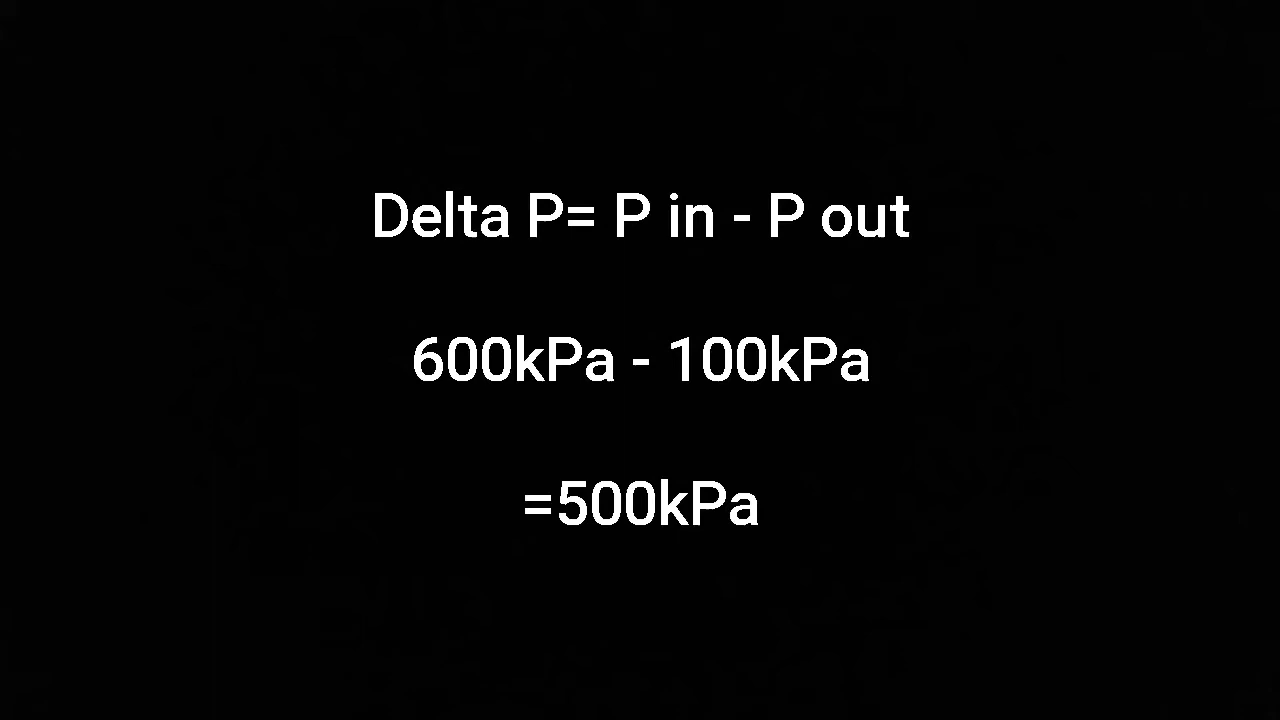 Delta P= P in - P out
600kPa - 100kPa
=500kPa